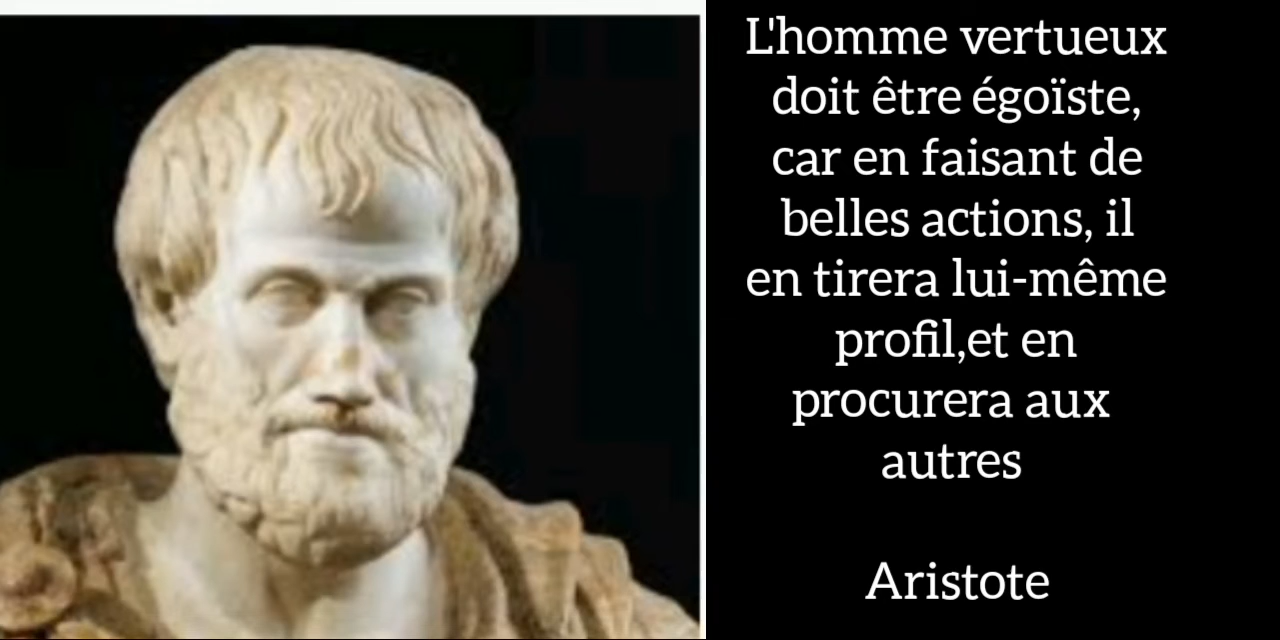 L'homme vertueux
doit être égoïste,
car en faisant de
belles actions, il
en tirera lui-même
profil,et en
procurera aux
autres
Aristote